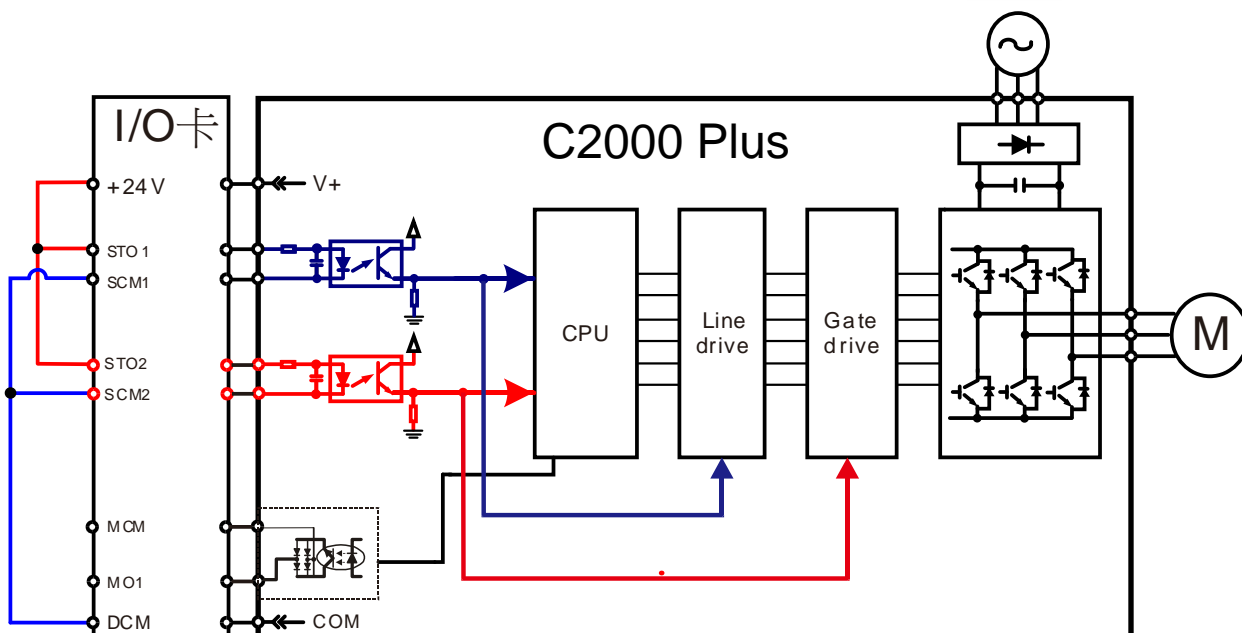 I/O卡
C2000 Plus
+24V
V+
STO1
SCM1
STO2
SCM2
CPU
Line
drive
Gate
drive
M
MCM
MO1
DCM
COM